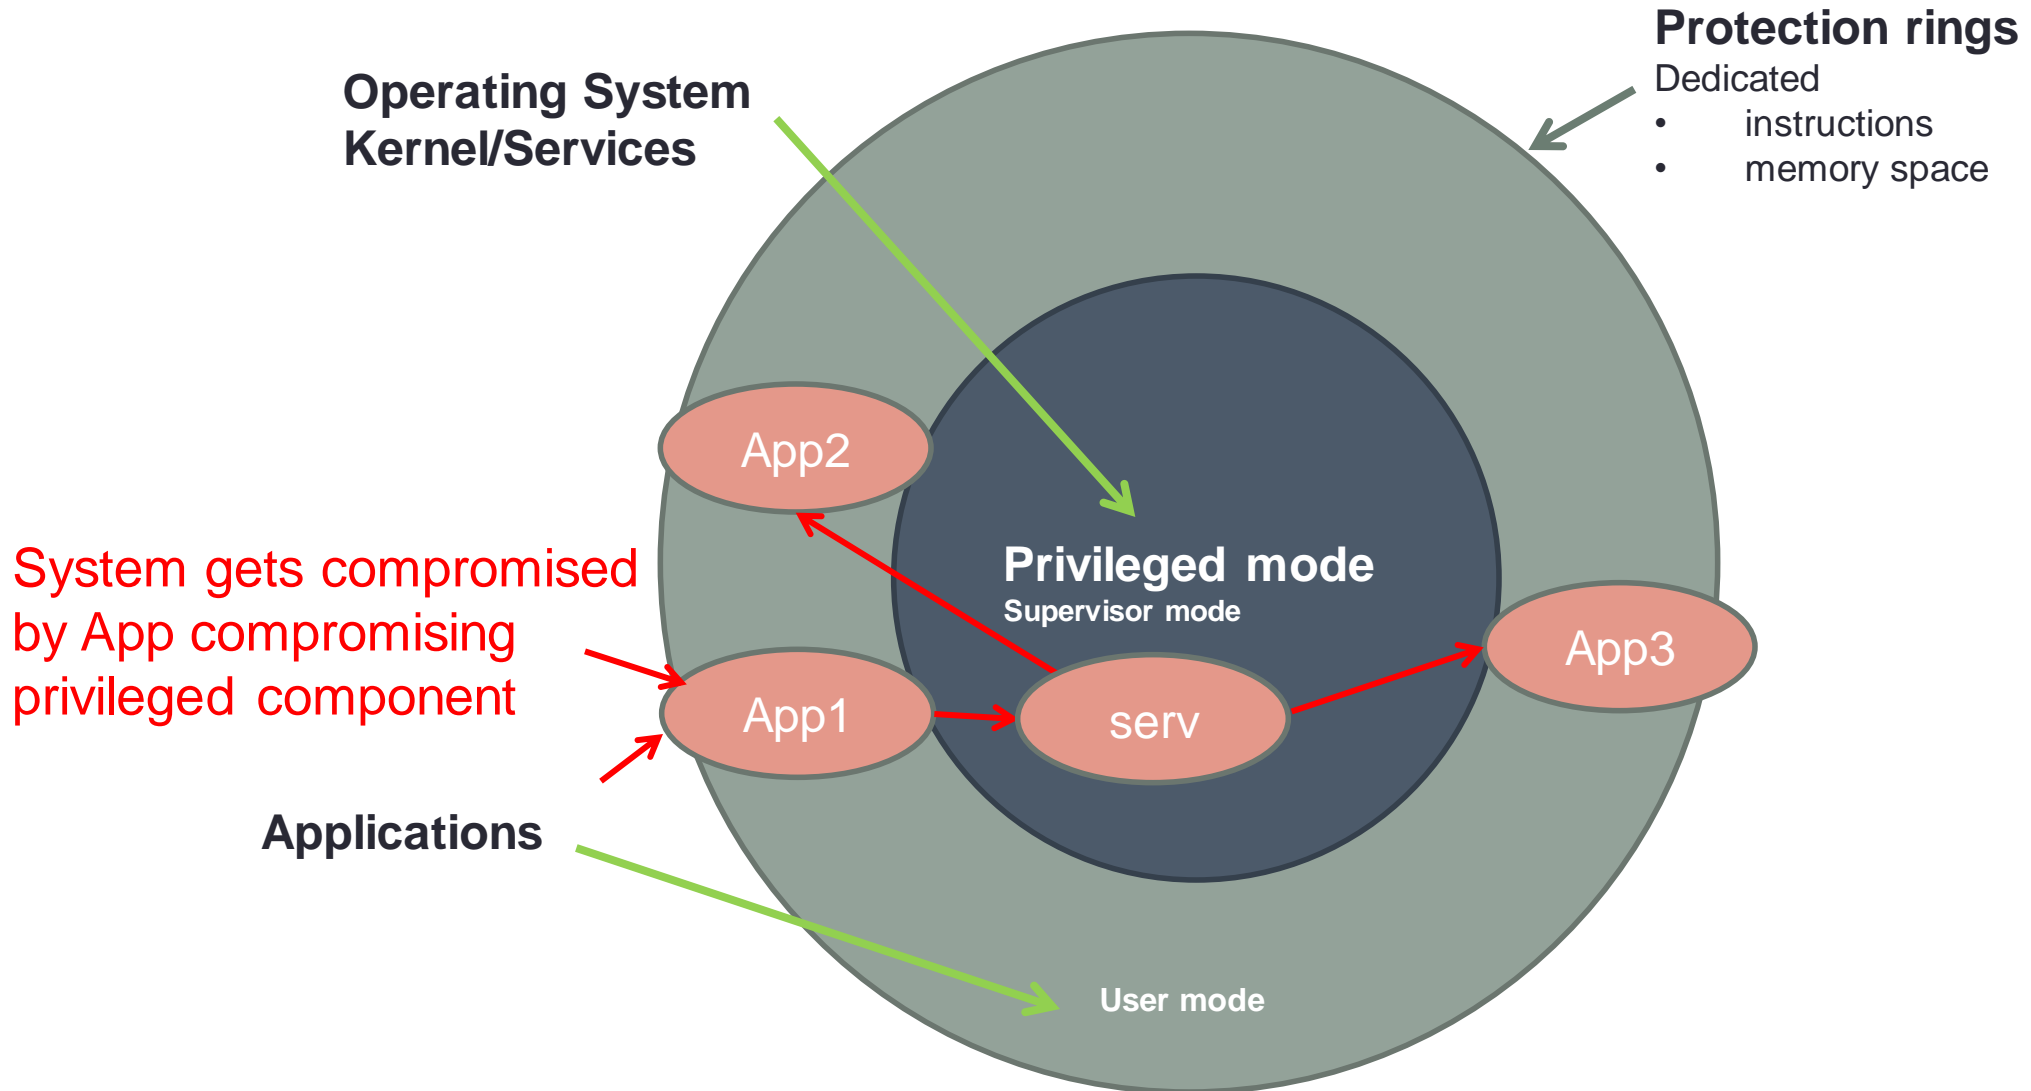 Protection rings
Dedicated
• instructions
• memory space
Operating System
Kernel/Services
App2
System gets compromised
by App compromising
privileged component
Privileged mode
Supervisor mode
App3
App1
serv
Applications
User mode